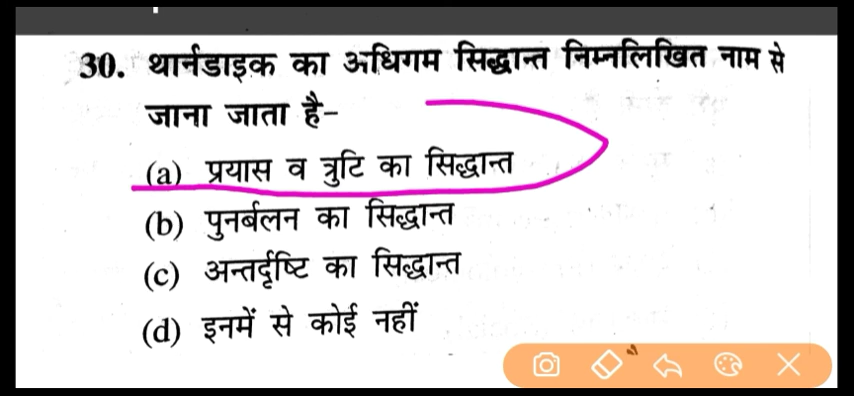 30. थार्नडाइक का अधिगम सिद्धान्त निम्नलिखित नाम से
जाना जाता है-
(a) प्रयास व त्रुटि का सिद्धान्त
(b) पुनर्बलन का सिद्धान्त
(c) अन्तर्दृष्टि का सिद्धान्त
(d) इनमें से कोई नहीं